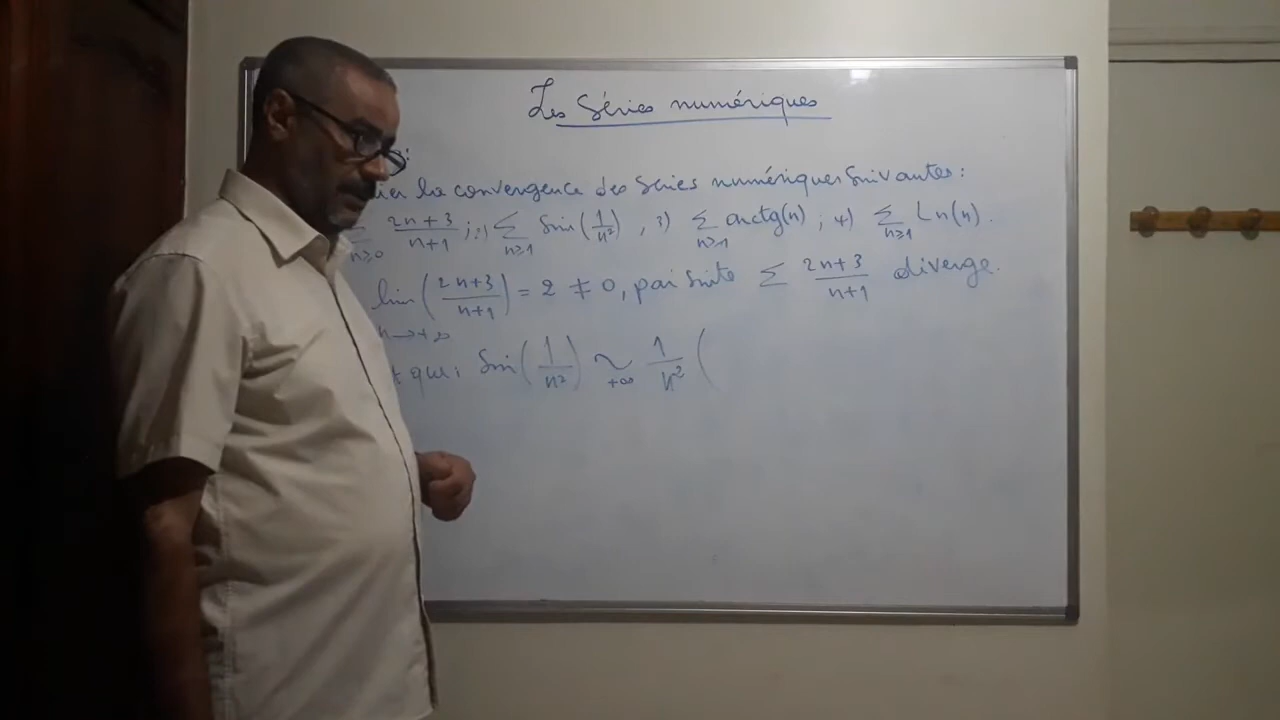 Les Séries numériques
:
la convergence des séries numériques suivantes :
∑ n≥0 2n+3/n+1 ; ∑ n≥1 Sin(1/n²) , 3) ∑ n≥1 arctg(n) ; 4) ∑ n≥1 Ln(n) .
lim n→+∞ (2n+3/n+1) = 2 ≠ 0, par suite ∑ 2n+3/n+1 diverge.
que : Sin(1/n²) ~ +∞ 1/n² (